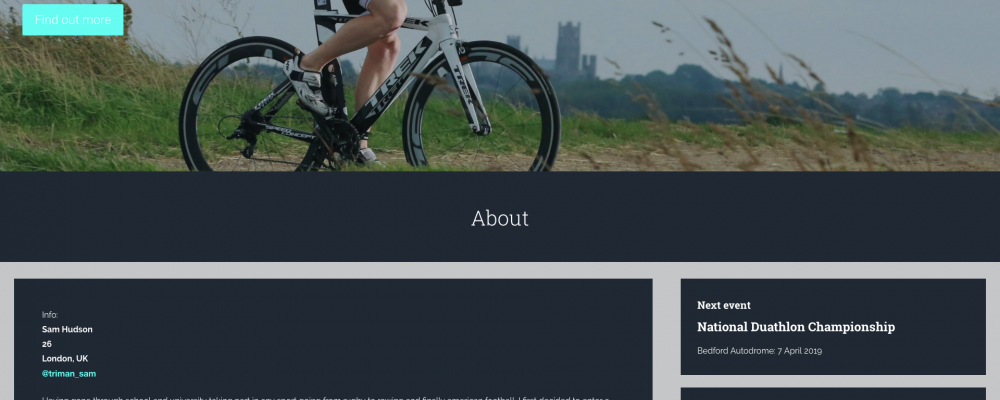 Find out more
TREK
TREK
About
Info:
Sam Hudson
26
London, UK
@triman_sam
Next event
National Duathlon Championship
Bedford Autodrome: 7 April 2019